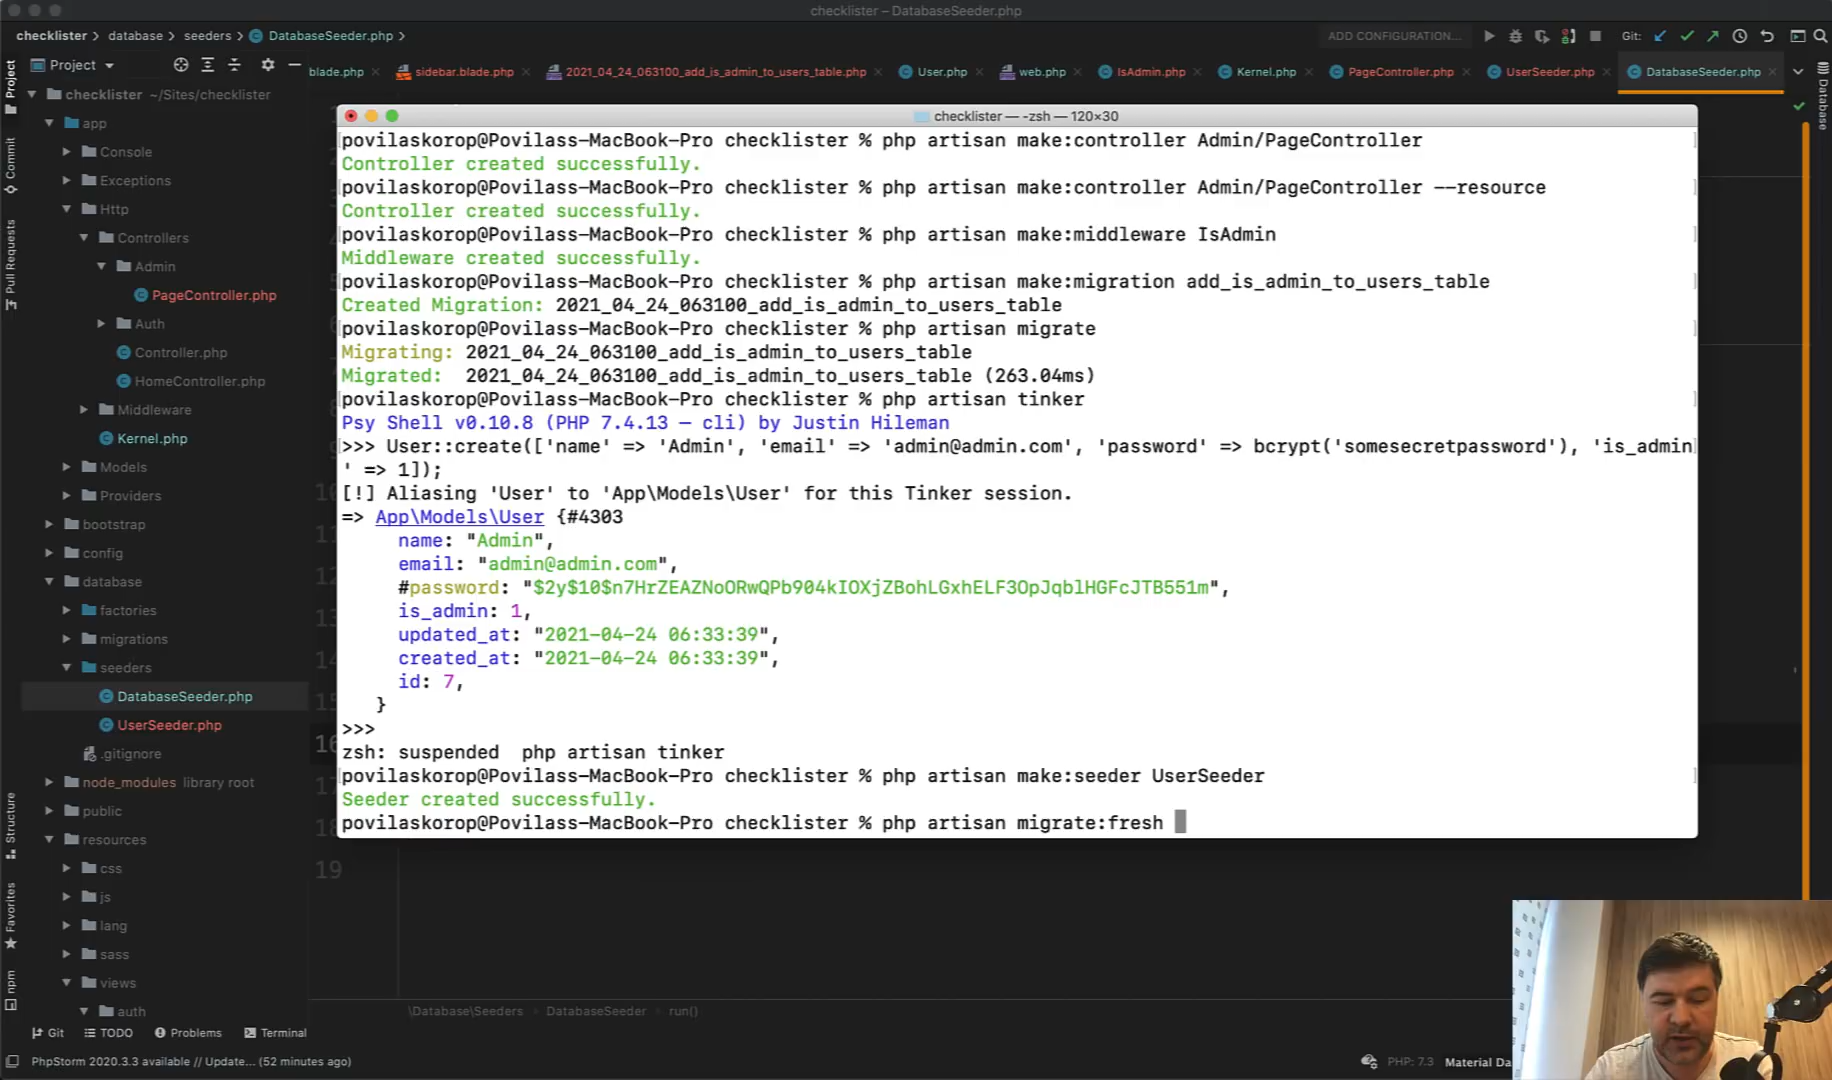 checklister – DatabaseSeeder.php
checklister > database > seeders > DatabaseSeeder.php >
ADD CONFIGURATION...
Git:
Project
blade.php
sidebar.blade.php
2021_04_24_063100_add_is_admin_to_users_table.php
User.php
web.php
IsAdmin.php
Kernel.php
PageController.php
UserSeeder.php
DatabaseSeeder.php
Project
Commit
Pull Requests
Structure
Favorites
npm
Database
checklister ~/Sites/checklister
app
Console
Exceptions
Http
Controllers
Admin
PageController.php
Auth
Controller.php
HomeController.php
Middleware
Kernel.php
Models
Providers
bootstrap
config
database
factories
migrations
seeders
DatabaseSeeder.php
UserSeeder.php
.gitignore
node_modules library root
public
resources
css
js
lang
sass
views
auth
checklister — -zsh — 120×30
povilaskorop@Povilass-MacBook-Pro checklister % php artisan make:controller Admin/PageController
Controller created successfully.
povilaskorop@Povilass-MacBook-Pro checklister % php artisan make:controller Admin/PageController --resource
Controller created successfully.
povilaskorop@Povilass-MacBook-Pro checklister % php artisan make:middleware IsAdmin
Middleware created successfully.
povilaskorop@Povilass-MacBook-Pro checklister % php artisan make:migration add_is_admin_to_users_table
Created Migration: 2021_04_24_063100_add_is_admin_to_users_table
povilaskorop@Povilass-MacBook-Pro checklister % php artisan migrate
Migrating: 2021_04_24_063100_add_is_admin_to_users_table
Migrated:  2021_04_24_063100_add_is_admin_to_users_table (263.04ms)
povilaskorop@Povilass-MacBook-Pro checklister % php artisan tinker
Psy Shell v0.10.8 (PHP 7.4.13 — cli) by Justin Hileman
>>> User::create(['name' => 'Admin', 'email' => 'admin@admin.com', 'password' => bcrypt('somesecretpassword'), 'is_admin
' => 1]);
[!] Aliasing 'User' to 'App\Models\User' for this Tinker session.
=> App\Models\User {#4303
name: "Admin",
email: "admin@admin.com",
#password: "$2y$10$n7HrZEAZNoORwQPb904kIOXjZBohLGxhELF3OpJqblHGFcJTB551m",
is_admin: 1,
updated_at: "2021-04-24 06:33:39",
created_at: "2021-04-24 06:33:39",
id: 7,
}
>>>
zsh: suspended  php artisan tinker
povilaskorop@Povilass-MacBook-Pro checklister % php artisan make:seeder UserSeeder
Seeder created successfully.
povilaskorop@Povilass-MacBook-Pro checklister % php artisan migrate:fresh
19
\Database\Seeders > DatabaseSeeder > run()
Git
TODO
Problems
Terminal
PhpStorm 2020.3.3 available // Update... (52 minutes ago)
PHP: 7.3
Material Da